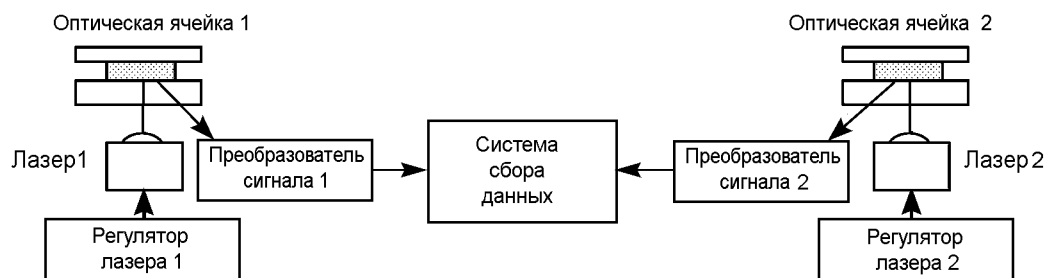 Оптическая ячейка 1
Оптическая ячейка 2
Лазер1
Преобразователь
сигнала 1
Система
сбора
данных
Преобразователь
сигнала 2
Лазер2
Регулятор
лазера 1
Регулятор
лазера 2